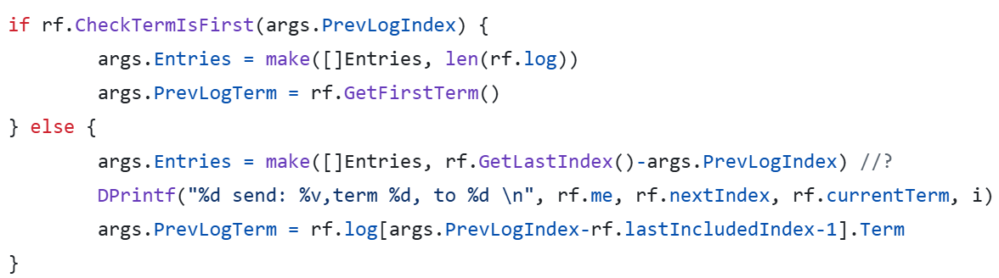 if rf.CheckTermIsFirst(args.PrevLogIndex) {
        args.Entries = make([]Entries, len(rf.log))
        args.PrevLogTerm = rf.GetFirstTerm()
} else {
        args.Entries = make([]Entries, rf.GetLastIndex()-args.PrevLogIndex) //?
        DPrintf("%d send: %v,term %d, to %d \n", rf.me, rf.nextIndex, rf.currentTerm, i)
        args.PrevLogTerm = rf.log[args.PrevLogIndex-rf.lastIncludedIndex-1].Term
}